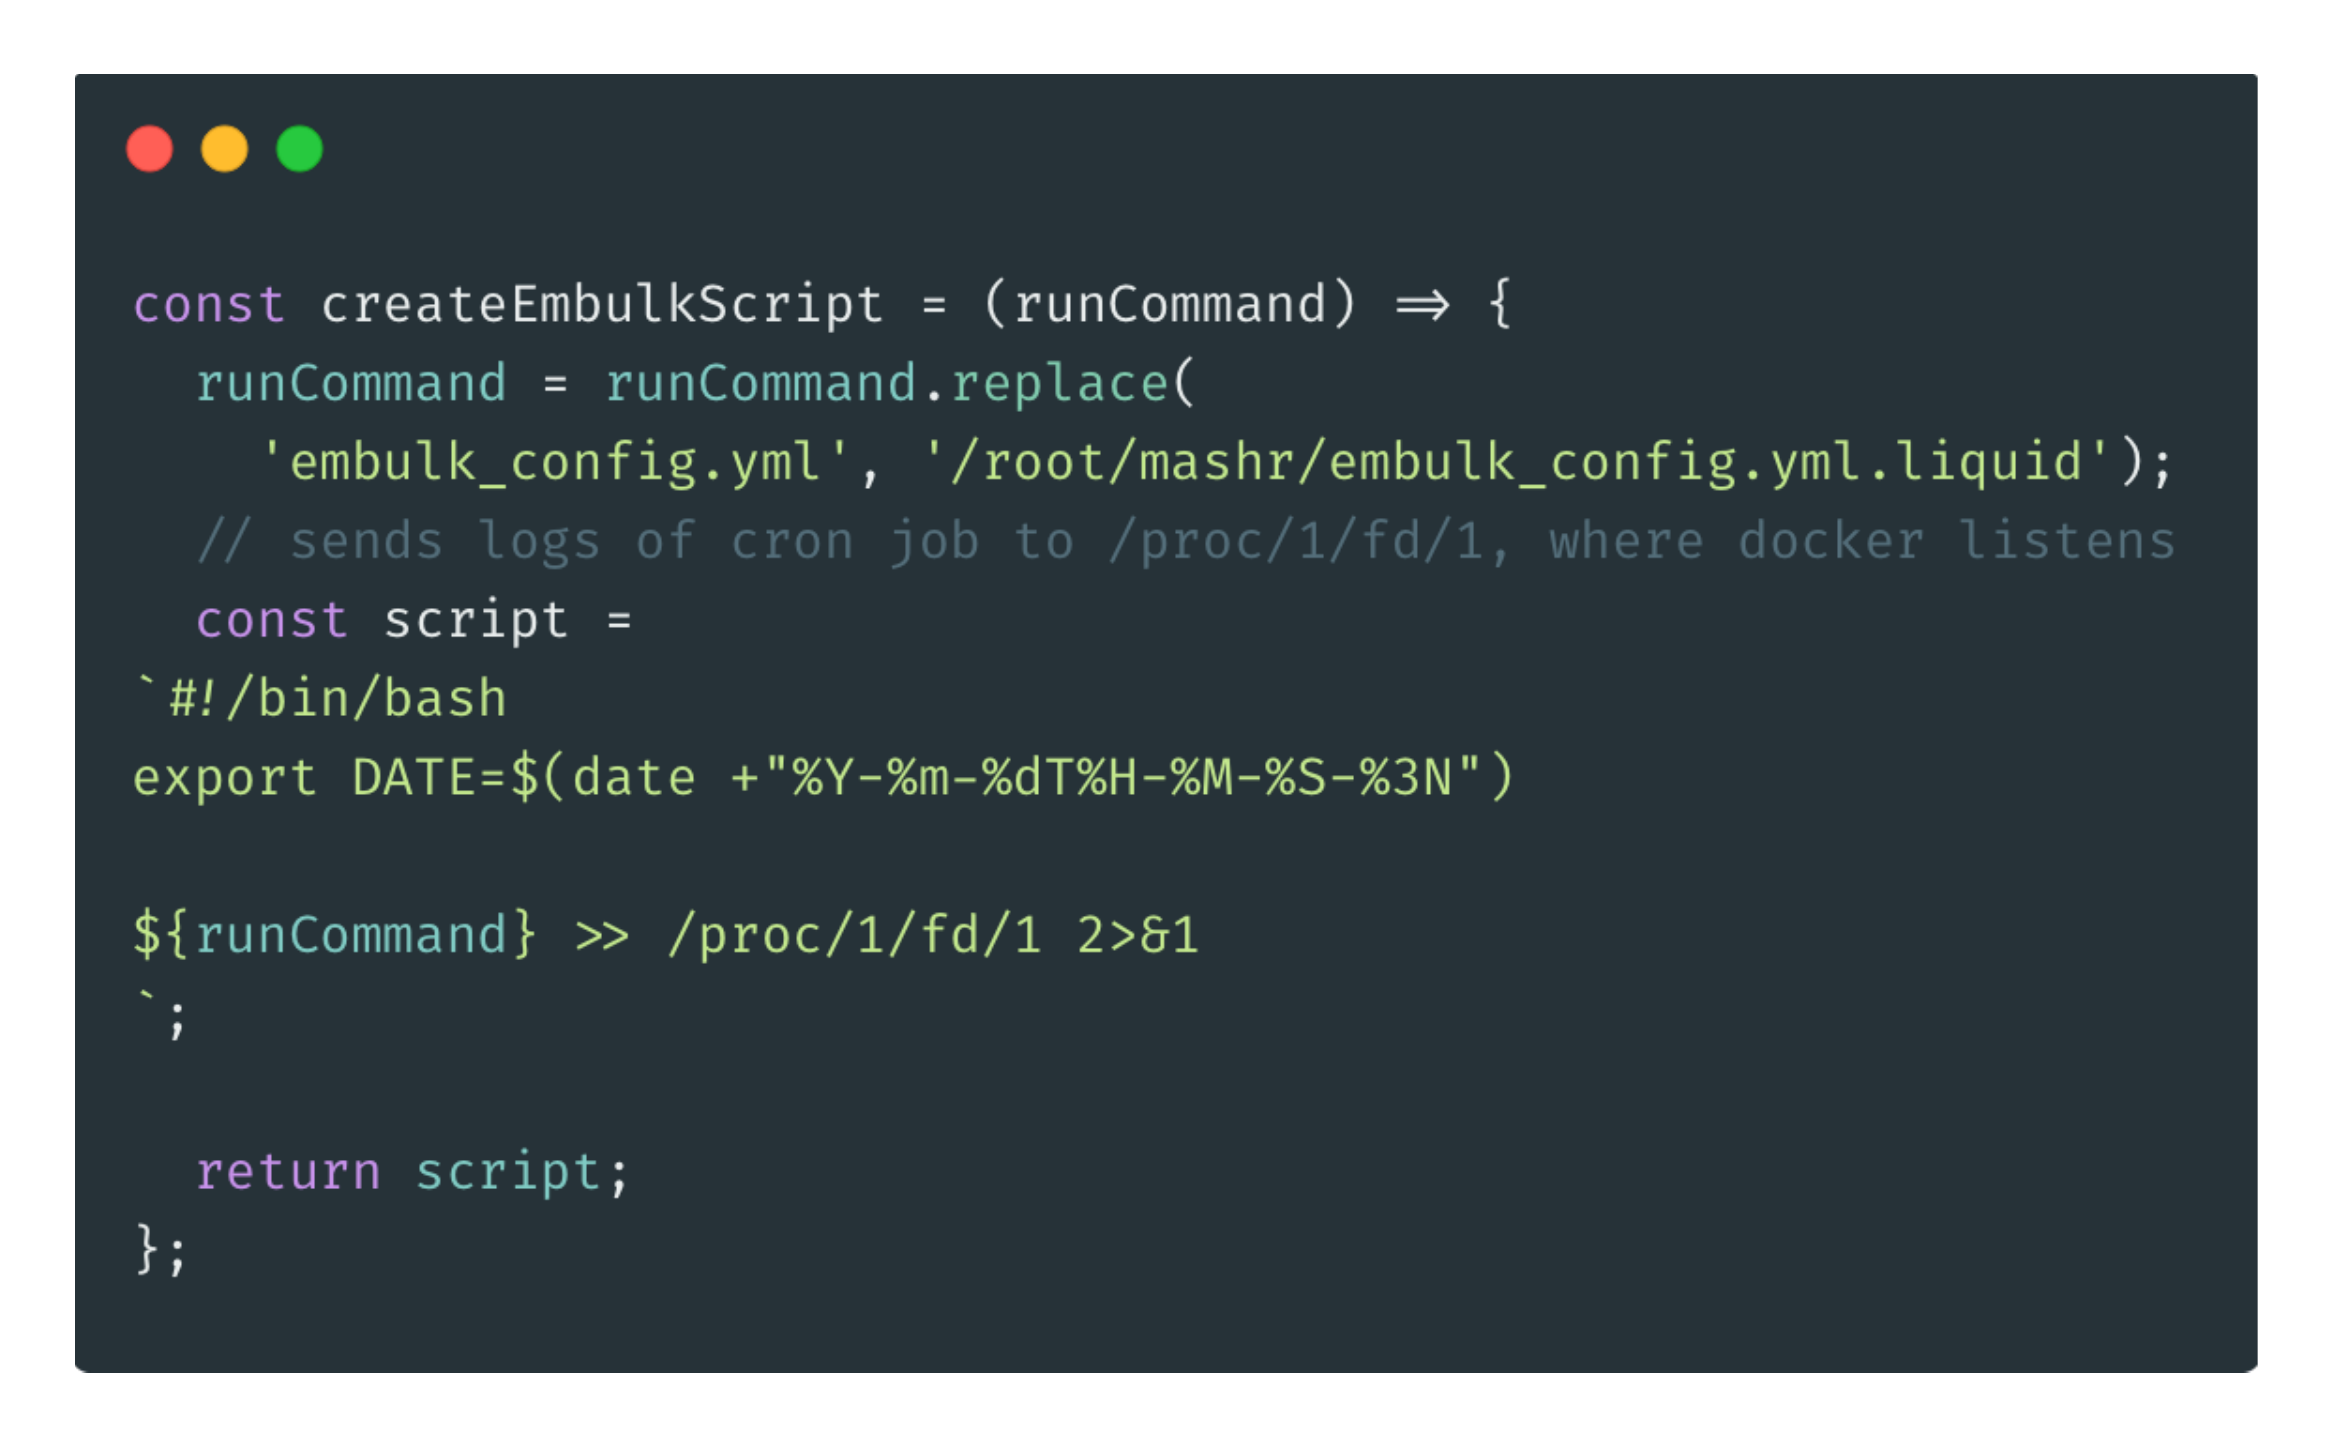 const createEmbulkScript = (runCommand) => {
  runCommand = runCommand.replace(
    'embulk_config.yml', '/root/mashr/embulk_config.yml.liquid');
  // sends logs of cron job to /proc/1/fd/1, where docker listens
  const script =
`#!/bin/bash
export DATE=$(date +"%Y-%m-%dT%H-%M-%S-%3N")

${runCommand} >> /proc/1/fd/1 2>&1
`;

  return script;
};